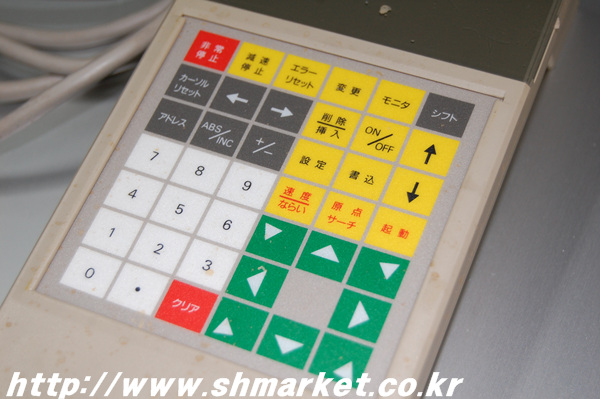 非常
停止
減速
停止
エラー
リセット
変更
モニタ
シフト
カーソル
リセット
←
→
削除
挿入
ON/OFF
↑
アドレス
ABS/INC
+/-
設定
書込
↓
7
8
9
速度
ならい
原点
サーチ
起動
4
5
6
1
2
3
0
•
クリア
http://www.shmarket.co.kr